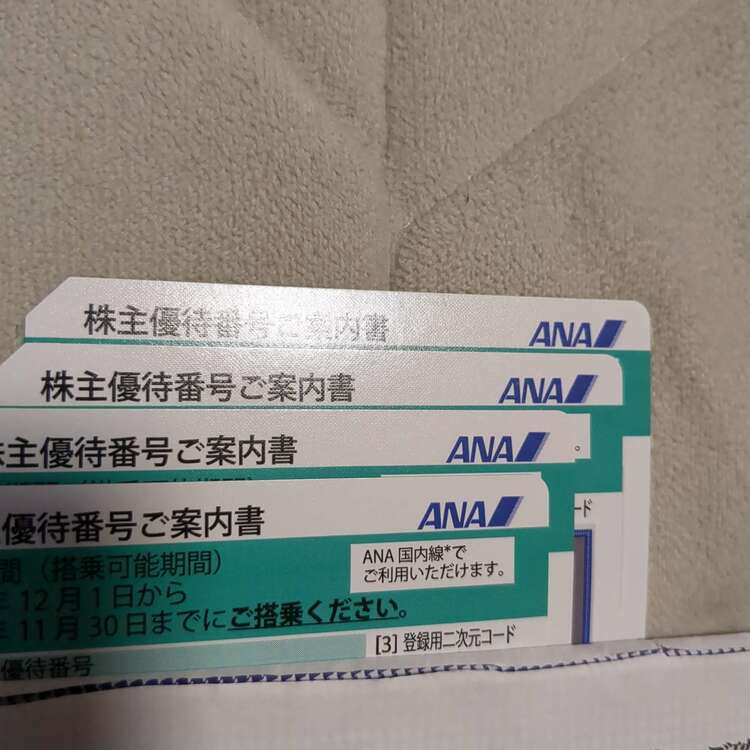 株主優待番号ご案内書 ANA
株主優待番号ご案内書 ANA
主優待番号ご案内書 ANA
。
優待番号ご案内書 ANA
ード
間（搭乗可能期間）
ANA国内線*で
ご利用いただけます。
12月1日から
11月30日までにご搭乗ください。
[3] 登録用二次元コード
優待番号